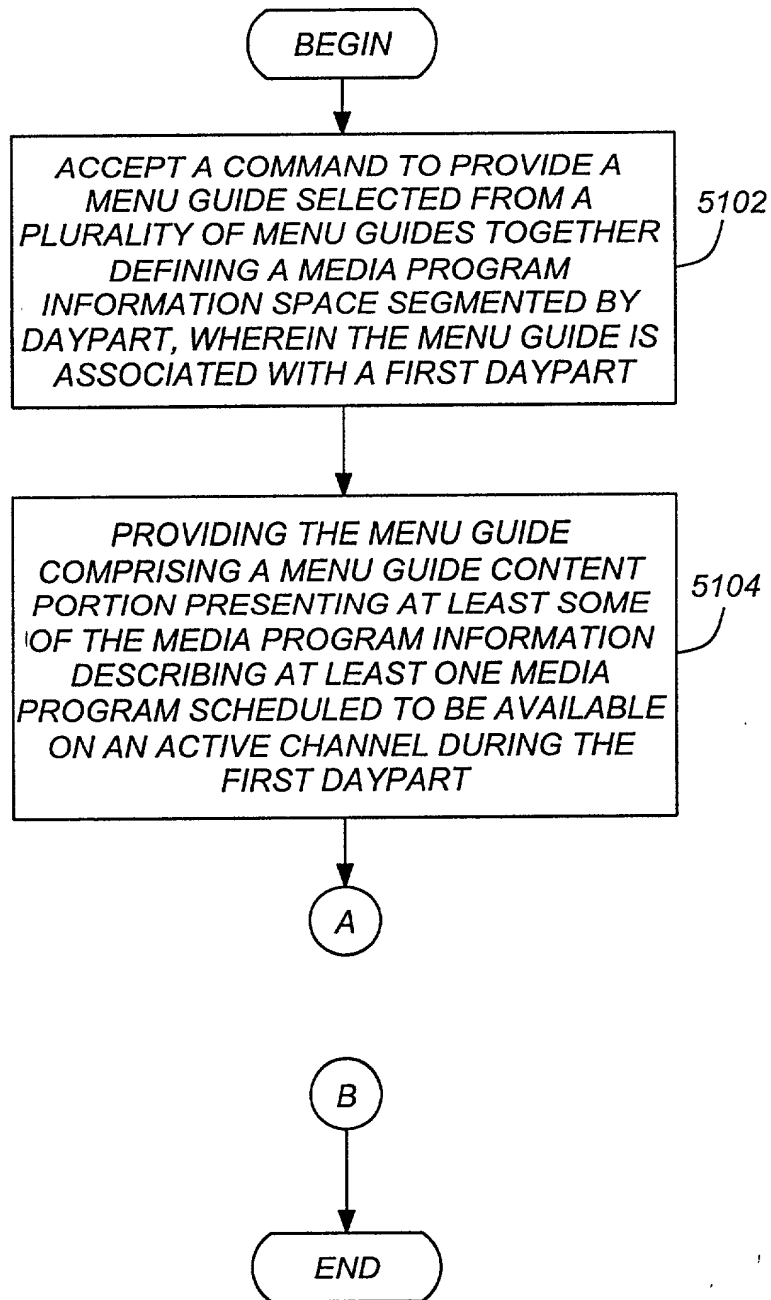 BEGIN
ACCEPT A COMMAND TO PROVIDE A
MENU GUIDE SELECTED FROM A
PLURALITY OF MENU GUIDES TOGETHER
DEFINING A MEDIA PROGRAM
INFORMATION SPACE SEGMENTED BY
DAYPART, WHEREIN THE MENU GUIDE IS
ASSOCIATED WITH A FIRST DAYPART
5102
PROVIDING THE MENU GUIDE
COMPRISING A MENU GUIDE CONTENT
PORTION PRESENTING AT LEAST SOME
OF THE MEDIA PROGRAM INFORMATION
DESCRIBING AT LEAST ONE MEDIA
PROGRAM SCHEDULED TO BE AVAILABLE
ON AN ACTIVE CHANNEL DURING THE
FIRST DAYPART
5104
A
B
END